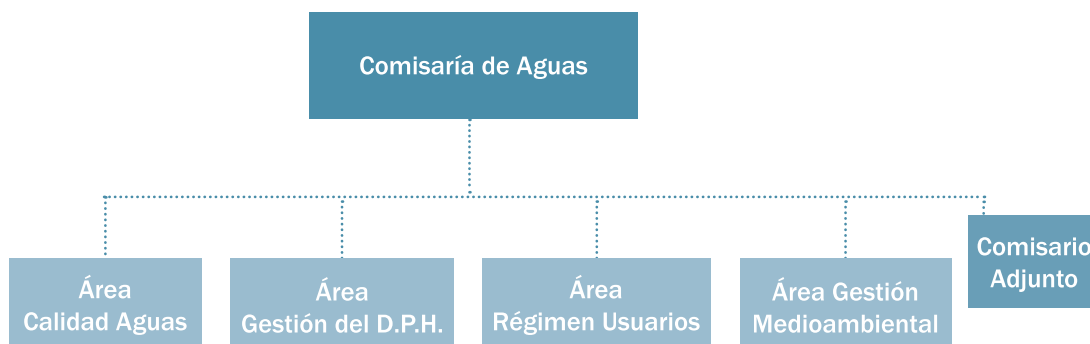 Comisaría de Aguas
Área
Calidad Aguas
Área
Gestión del D.P.H.
Área
Régimen Usuarios
Área Gestión
Medioambiental
Comisario
Adjunto